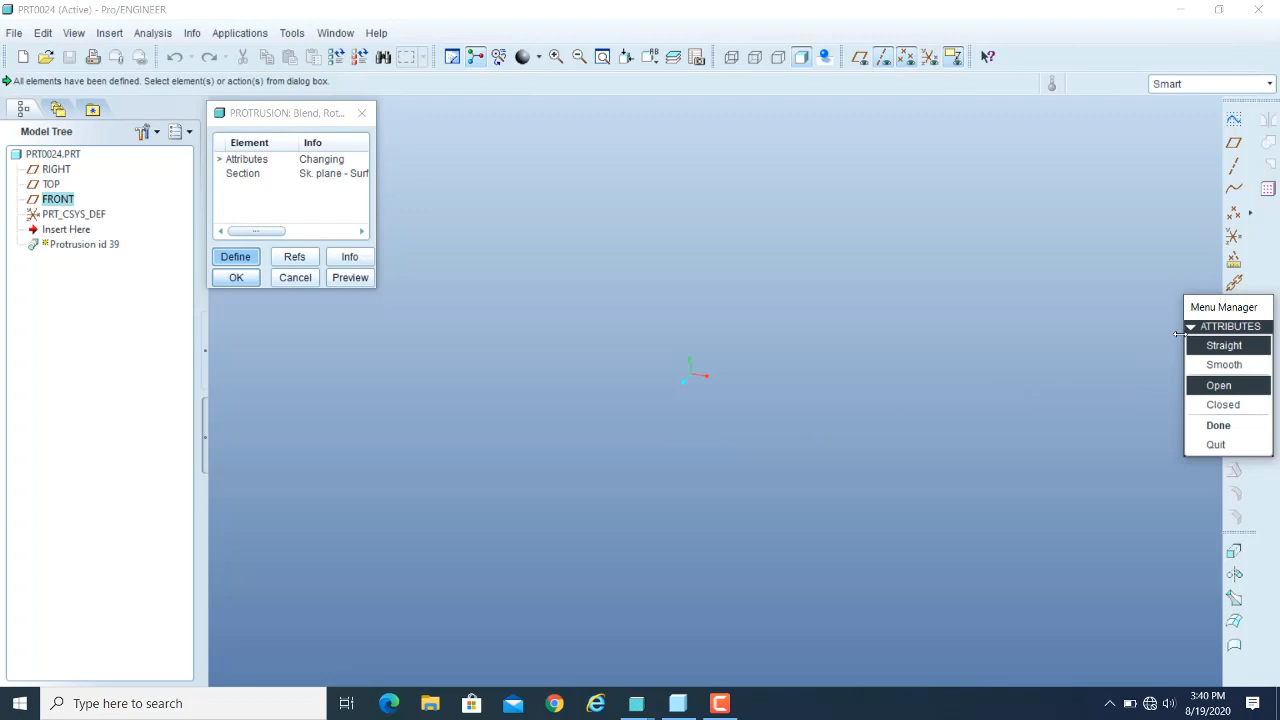 PRT0024 (Active) - Pro/ENGINEER
File Edit View Insert Analysis Info Applications Tools Window Help
All elements have been defined. Select element(s) or action(s) from dialog box.
Smart
Model Tree
PRT0024.PRT
RIGHT
TOP
FRONT
PRT_CSYS_DEF
Insert Here
Protrusion id 39
PROTRUSION: Blend, Rot...
Element Info
> Attributes Changing
Section Sk. plane - Surf
Define Refs Info
OK Cancel Preview
Menu Manager
ATTRIBUTES
Straight
Smooth
Open
Closed
Done
Quit
Type here to search
3:40 PM
8/19/2020